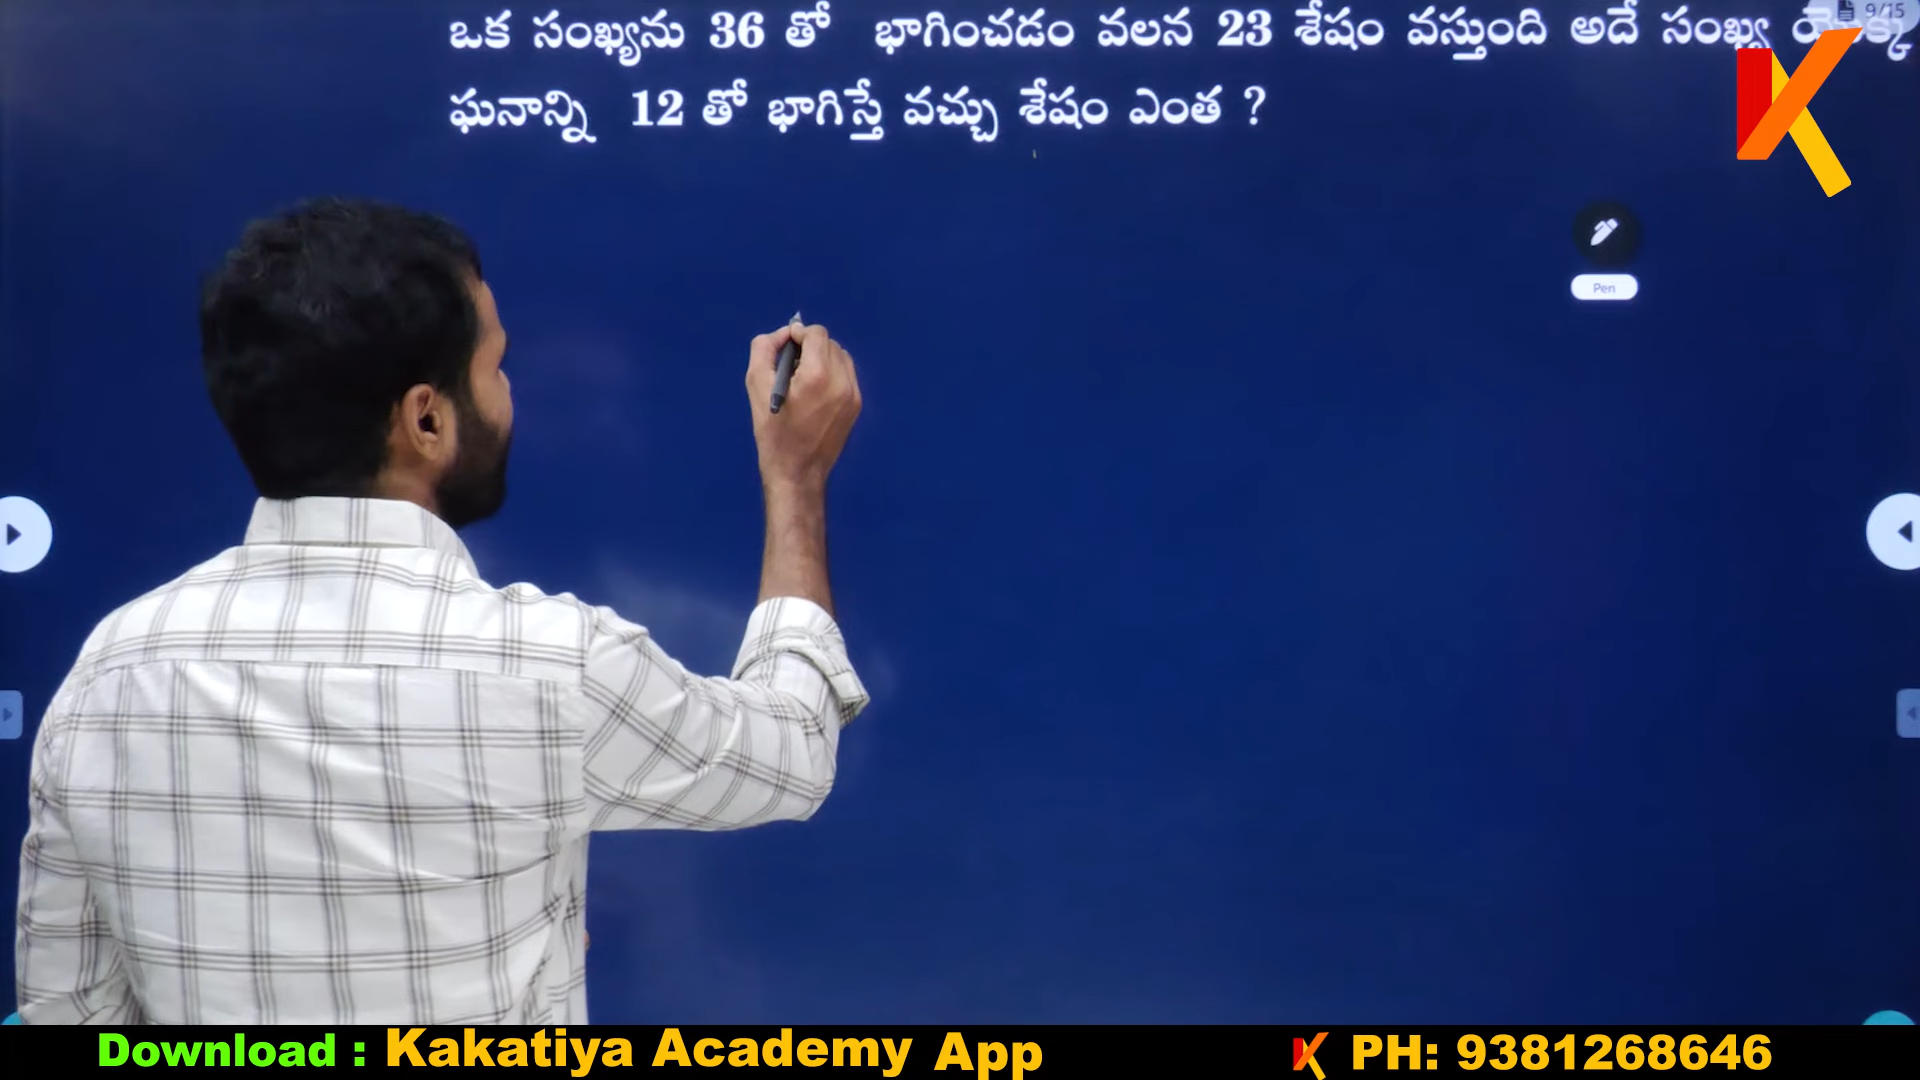 ఒక సంఖ్యను 36 తో భాగించడం వలన 23 శేషం వస్తుంది అదే సంఖ్య
ఘనాన్ని 12 తో భాగిస్తే వచ్చు శేషం ఎంత ?
9/15
Pen
Download : Kakatiya Academy App
PH: 9381268646